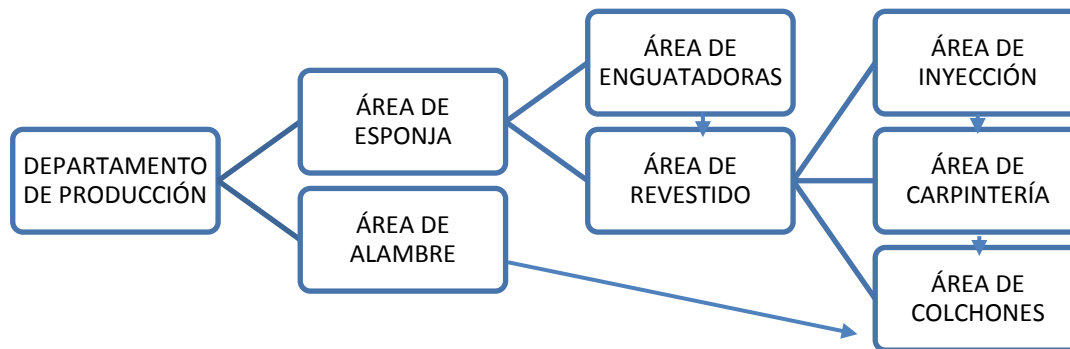 DEPARTAMENTO
DE PRODUCCIÓN
ÁREA DE
ESPONJA
ÁREA DE
ALAMBRE
ÁREA DE
ENGUATADORAS
ÁREA DE
REVESTIDO
ÁREA DE
INYECCIÓN
ÁREA DE
CARPINTERÍA
ÁREA DE
COLCHONES